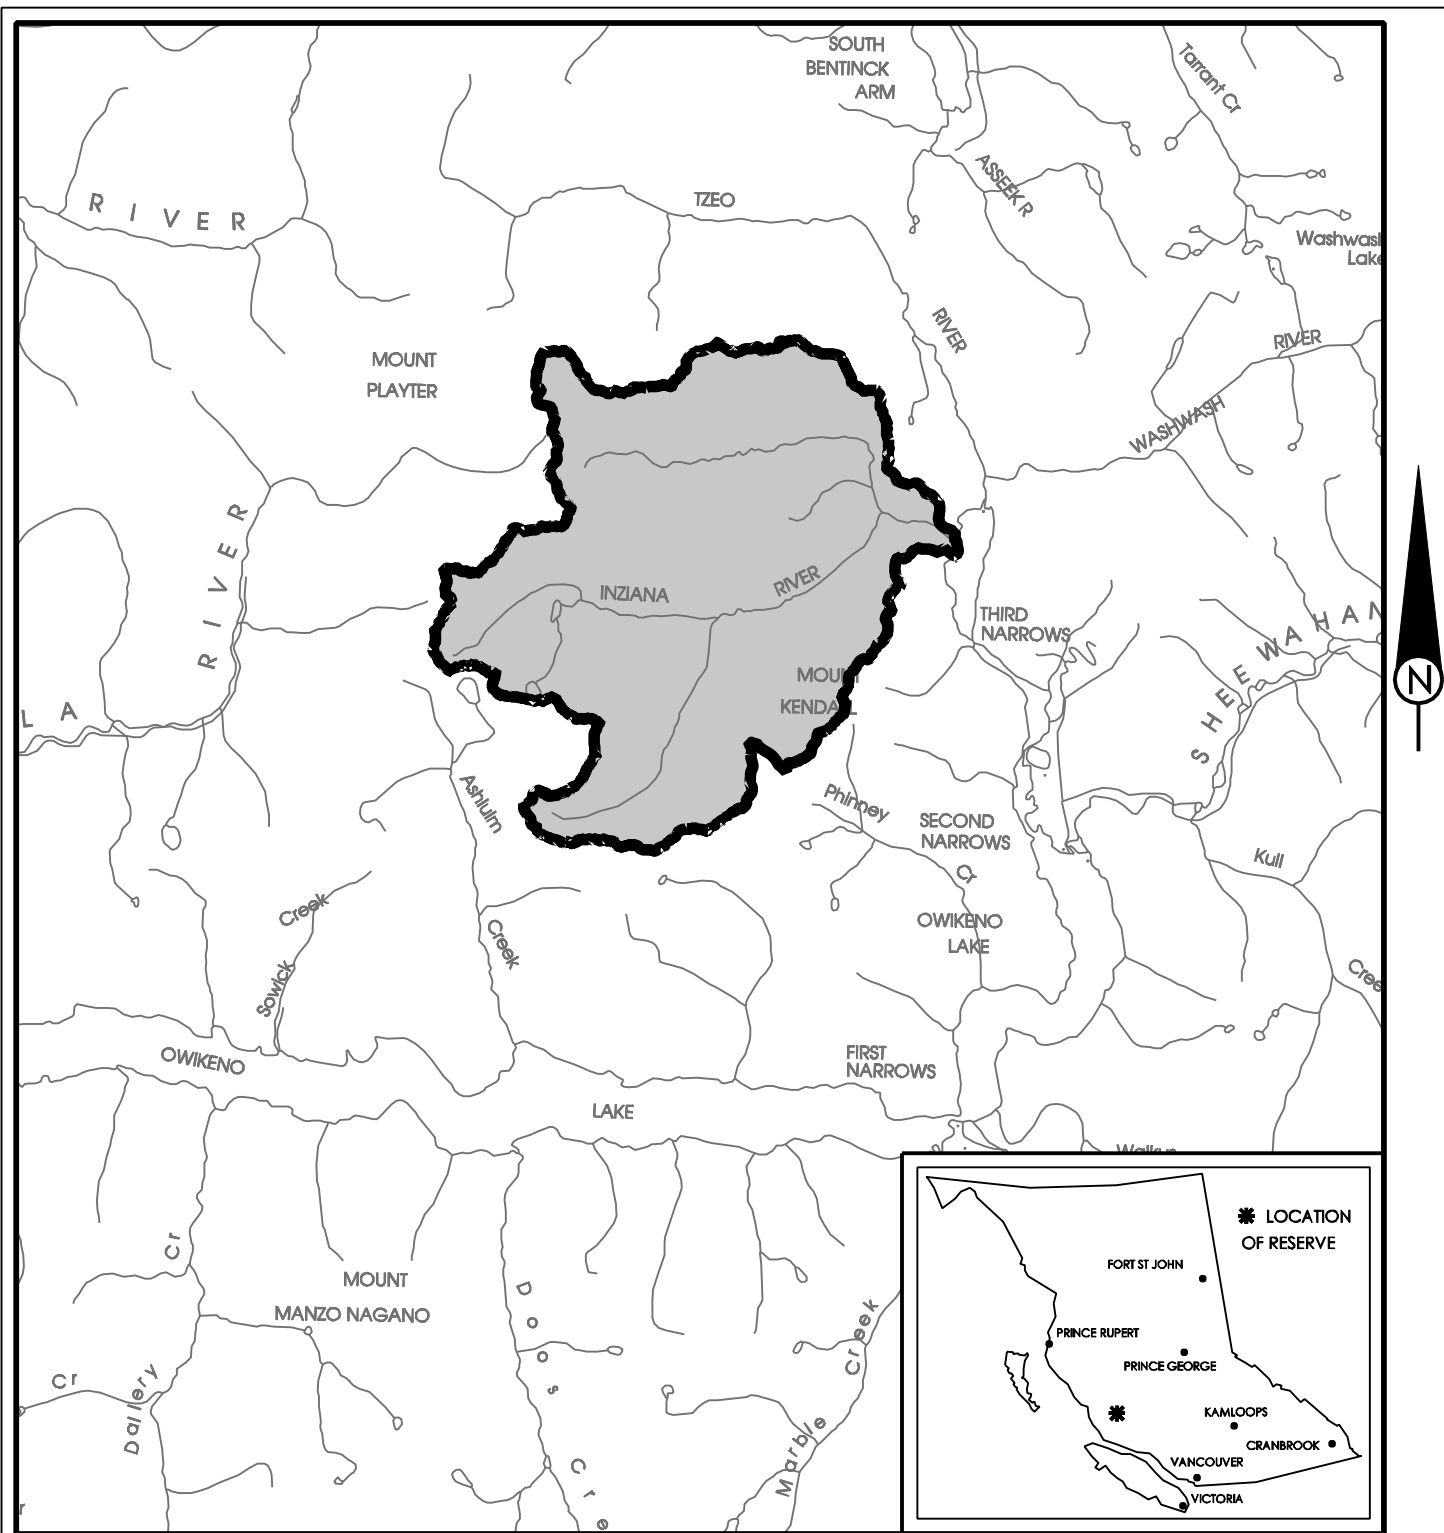 SOUTH
BENTINCK
ARM
Tarrant Cr
ASSEEK R
TZEO
RIVER
RIVER
Lake
RIVER
RIVER
MOUNT
PLAYTER
WASHWASH
RIVER
INZIANA
RIVER
THIRD
NARROWS
SHEEWAHAN
MOUNT
KENDALL
LA
Ashlulm
Phinney
SECOND
NARROWS
Cr
Kull
Creek
Creek
OWIKENO
LAKE
Sowick
OWIKENO
FIRST
NARROWS
LAKE
Cr
MOUNT
MANZO NAGANO
Doos
Cre
Creek
Marble
Cr
Dallery
N
LOCATION
OF RESERVE
FORT ST JOHN
PRINCE RUPERT
PRINCE GEORGE
KAMLOOPS
CRANBROOK
VANCOUVER
VICTORIA